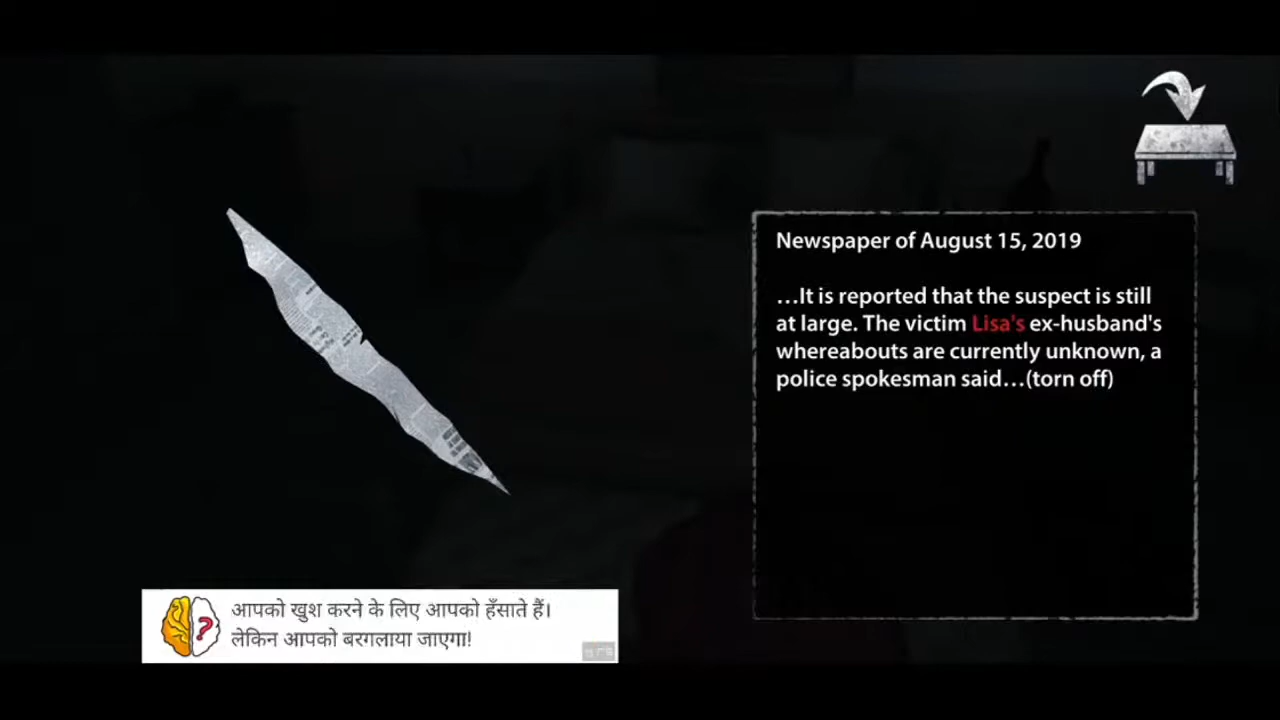 Newspaper of August 15, 2019
...It is reported that the suspect is still
at large. The victim Lisa's ex-husband's
whereabouts are currently unknown, a
police spokesman said...(torn off)
आपको खुश करने के लिए आपको हँसाते हैं।
लेकिन आपको बरगलाया जाएगा!